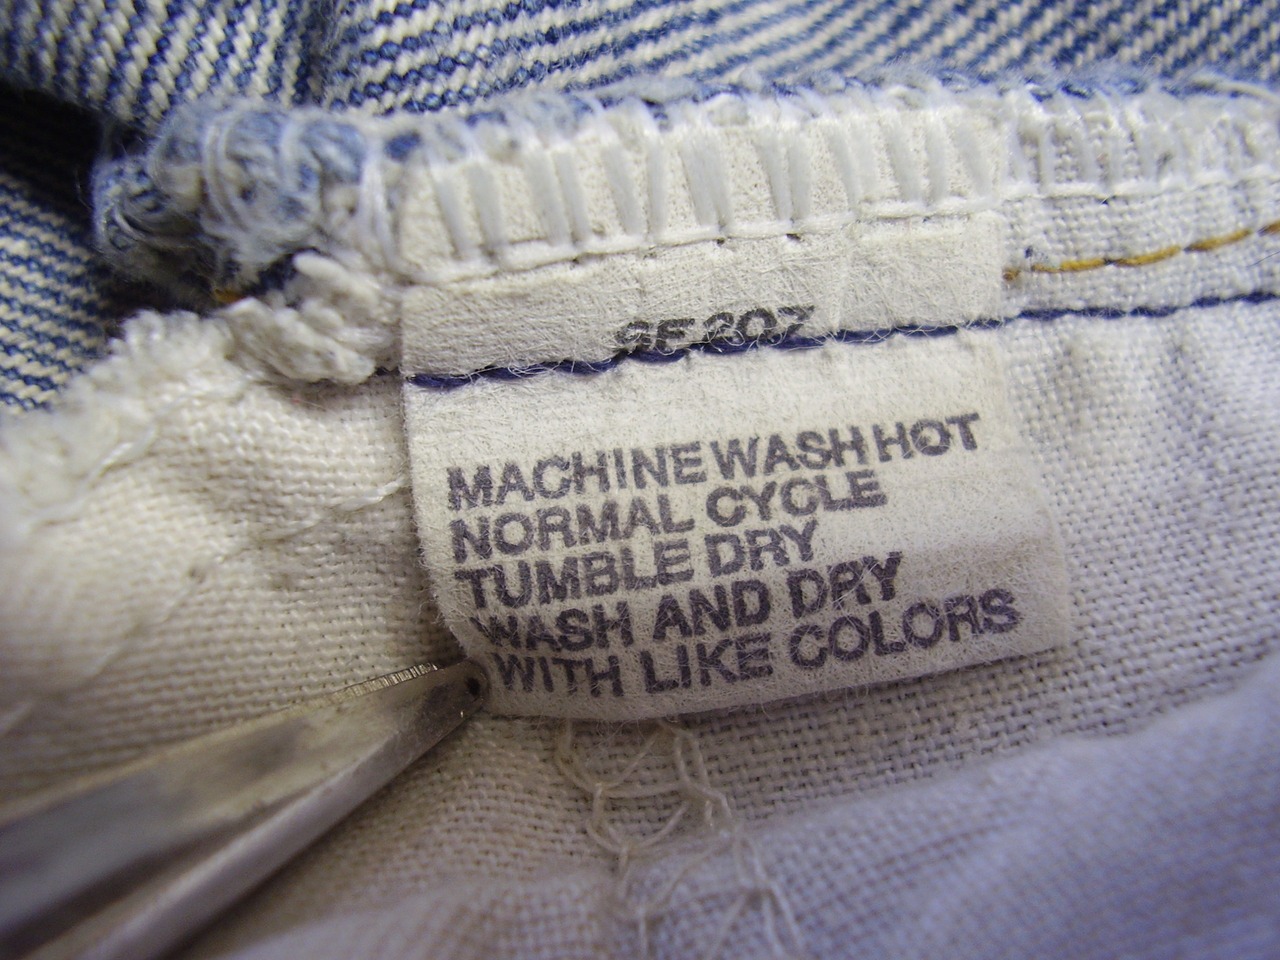 MACHINE WASH HOT
NORMAL CYCLE
TUMBLE DRY
WASH AND DRY
WITH LIKE COLORS